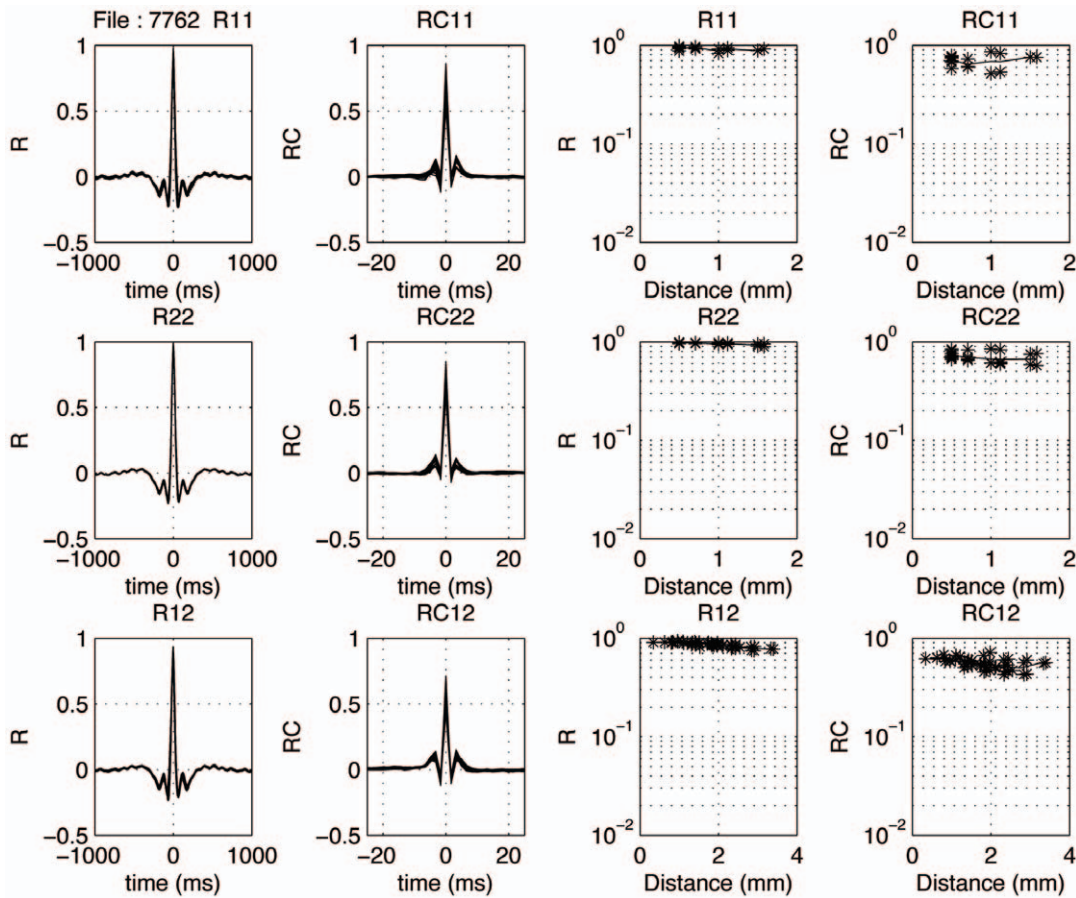 File : 7762 R11
RC11
R11
RC11
1
0.5
0
−0.5
R
−1000 0 1000
time (ms)
1
0.5
0
−0.5
RC
−20 0 20
time (ms)
10^0
10^-1
10^-2
R
0 1 2
Distance (mm)
10^0
10^-1
10^-2
RC
0 1 2
Distance (mm)
R22
RC22
R22
RC22
1
0.5
0
−0.5
R
−1000 0 1000
time (ms)
1
0.5
0
−0.5
RC
−20 0 20
time (ms)
10^0
10^-1
10^-2
R
0 1 2
Distance (mm)
10^0
10^-1
10^-2
RC
0 1 2
Distance (mm)
R12
RC12
R12
RC12
1
0.5
0
−0.5
R
−1000 0 1000
time (ms)
1
0.5
0
−0.5
RC
−20 0 20
time (ms)
10^0
10^-1
10^-2
R
0 2 4
Distance (mm)
10^0
10^-1
10^-2
RC
0 2 4
Distance (mm)